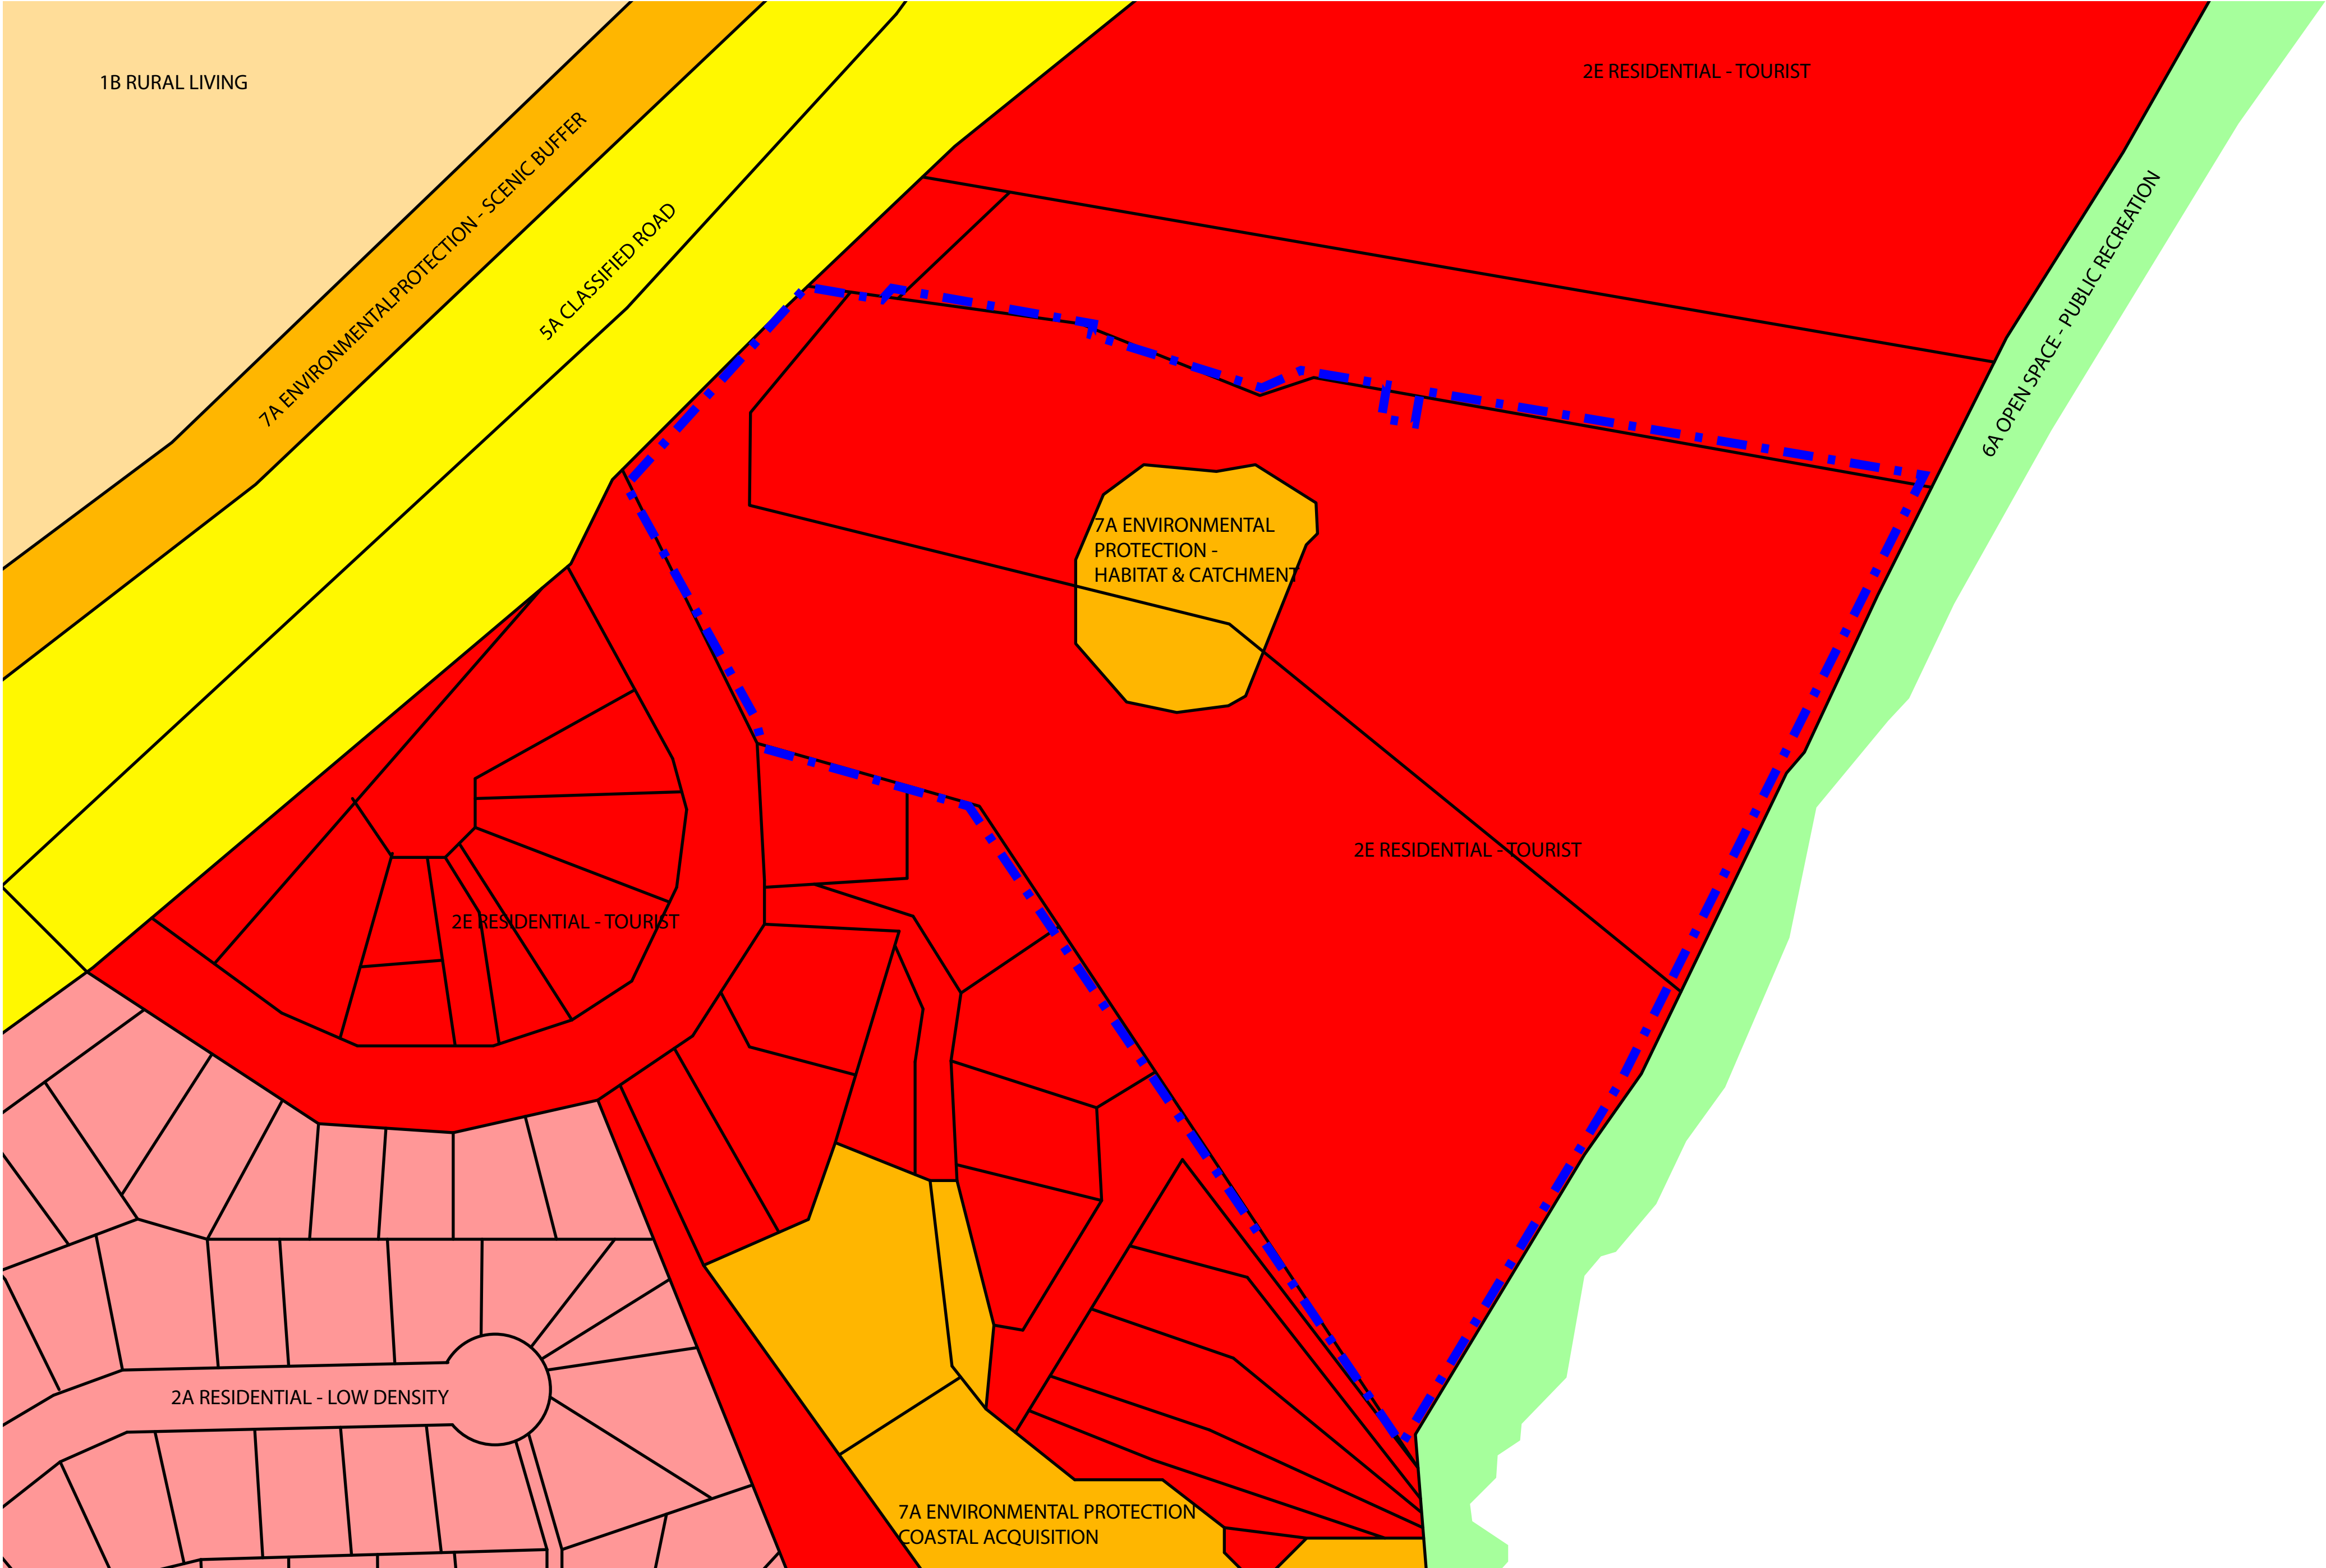 1B RURAL LIVING
2E RESIDENTIAL - TOURIST
7A ENVIRONMENTALPROTECTION - SCENIC BUFFER
5A CLASSIFIED ROAD
6A OPEN SPACE - PUBLIC RECREATION
7A ENVIRONMENTAL
PROTECTION -
HABITAT & CATCHMENT
2E RESIDENTIAL - TOURIST
2E RESIDENTIAL - TOURIST
2A RESIDENTIAL - LOW DENSITY
7A ENVIRONMENTAL PROTECTION
COASTAL ACQUISITION